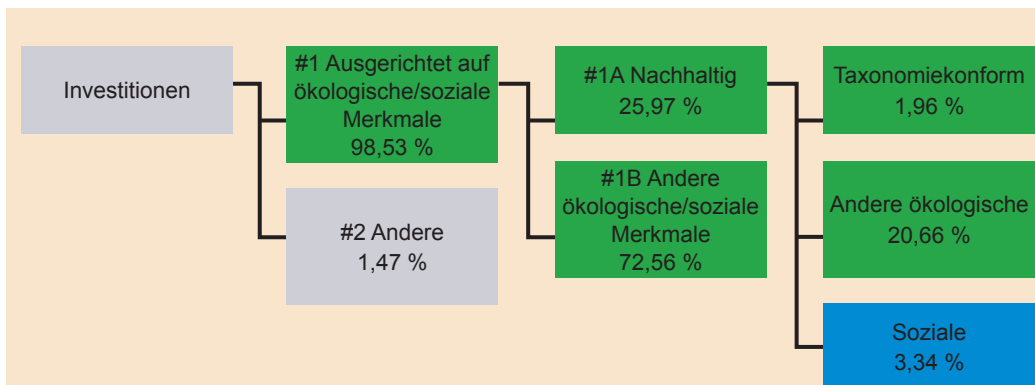 Investitionen
#1 Ausgerichtet auf
ökologische/soziale
Merkmale
98,53 %
#2 Andere
1,47 %
#1A Nachhaltig
25,97 %
#1B Andere
ökologische/soziale
Merkmale
72,56 %
Taxonomiekonform
1,96 %
Andere ökologische
20,66 %
Soziale
3,34 %